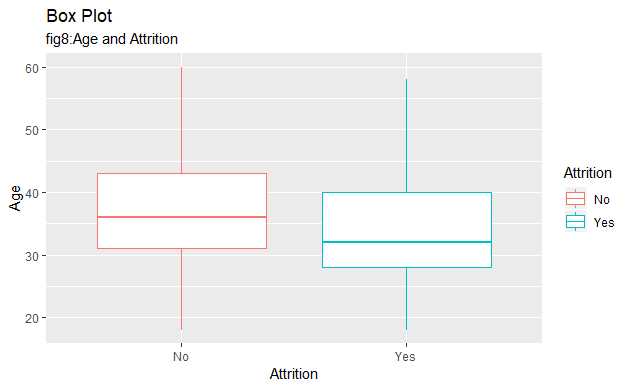 Box Plot
fig8:Age and Attrition
60
50
40
30
20
Age
No
Yes
Attrition
Attrition
No
Yes